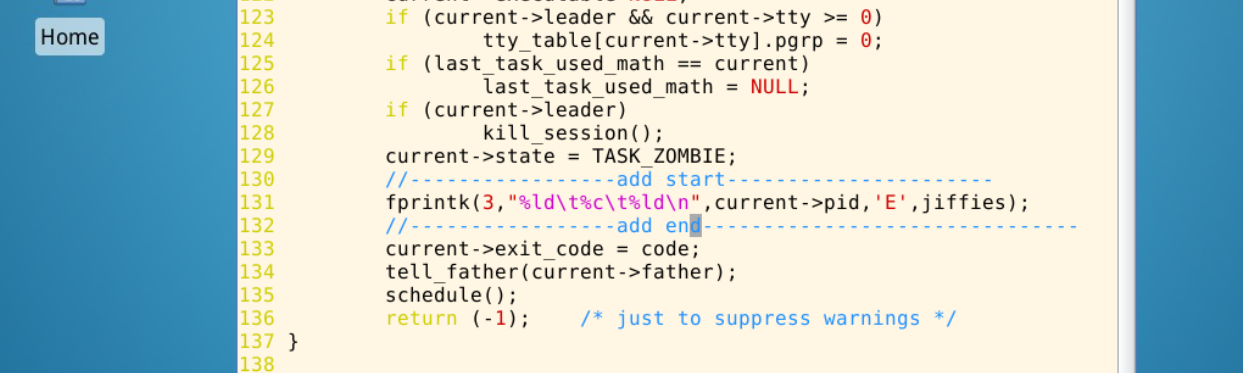 Home
123 if (current->leader && current->tty >= 0)
124 tty_table[current->tty].pgrp = 0;
125 if (last_task_used_math == current)
126 last_task_used_math = NULL;
127 if (current->leader)
128 kill_session();
129 current->state = TASK_ZOMBIE;
130 //-----------------add start----------------------
131 fprintk(3,"%ld\t%c\t%ld\n",current->pid,'E',jiffies);
132 //-----------------add end-------------------------------
133 current->exit_code = code;
134 tell_father(current->father);
135 schedule();
136 return (-1); /* just to suppress warnings */
137 }
138